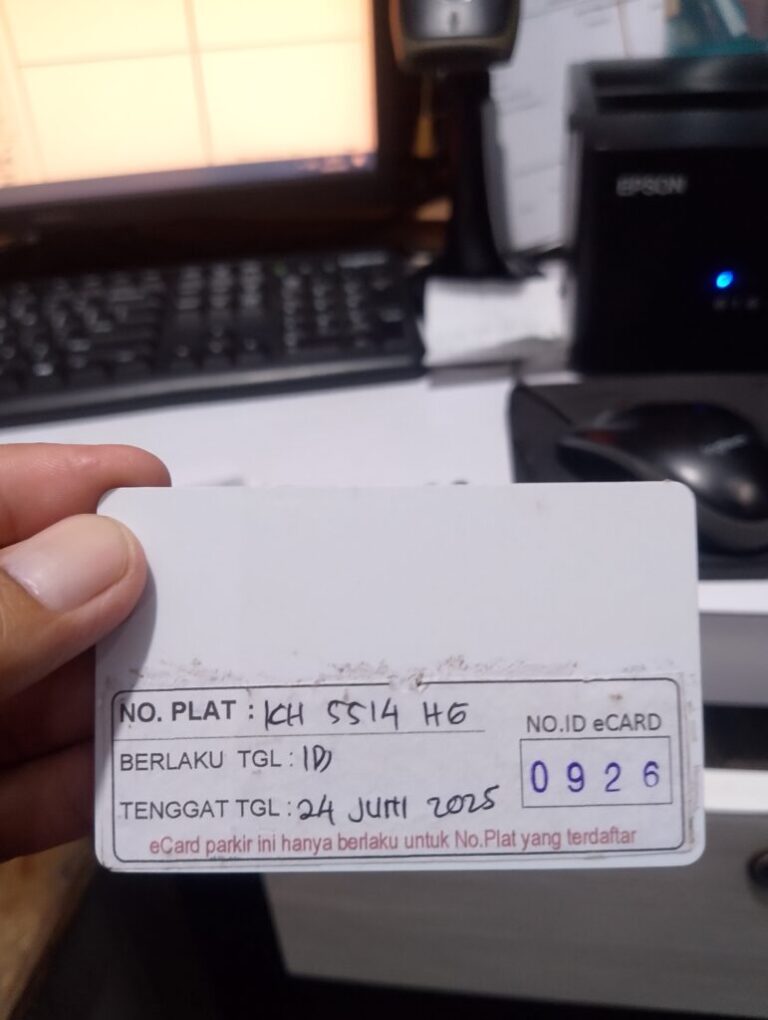 EPSON
NO. PLAT : KH 5514 HG
NO.ID eCARD
BERLAKU TGL :
0926
TENGGAT TGL : 24 JUNI 2025
eCard parkir ini hanya berlaku untuk No.Plat yang terdaftar